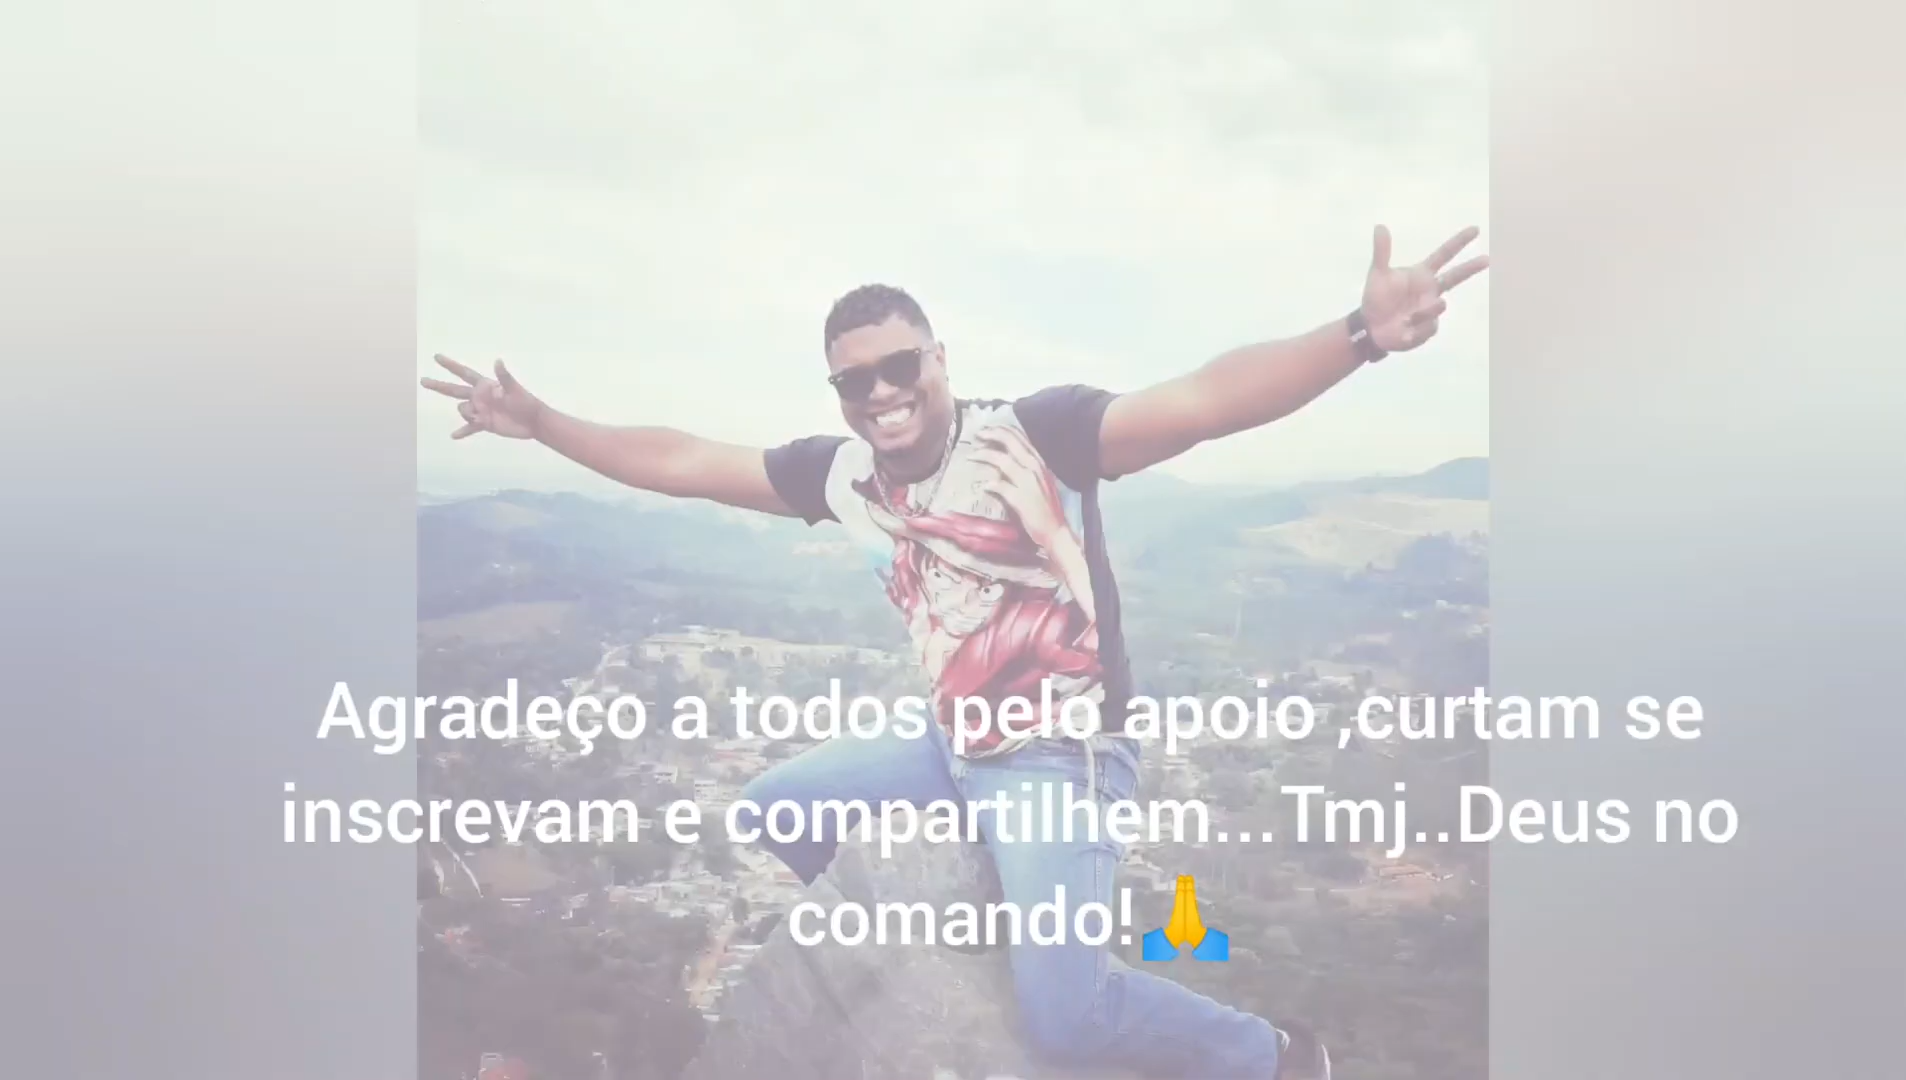 Agradeço a todos pelo apoio ,curtam se
inscrevam e compartilhem...Tmj..Deus no
comando!🙏